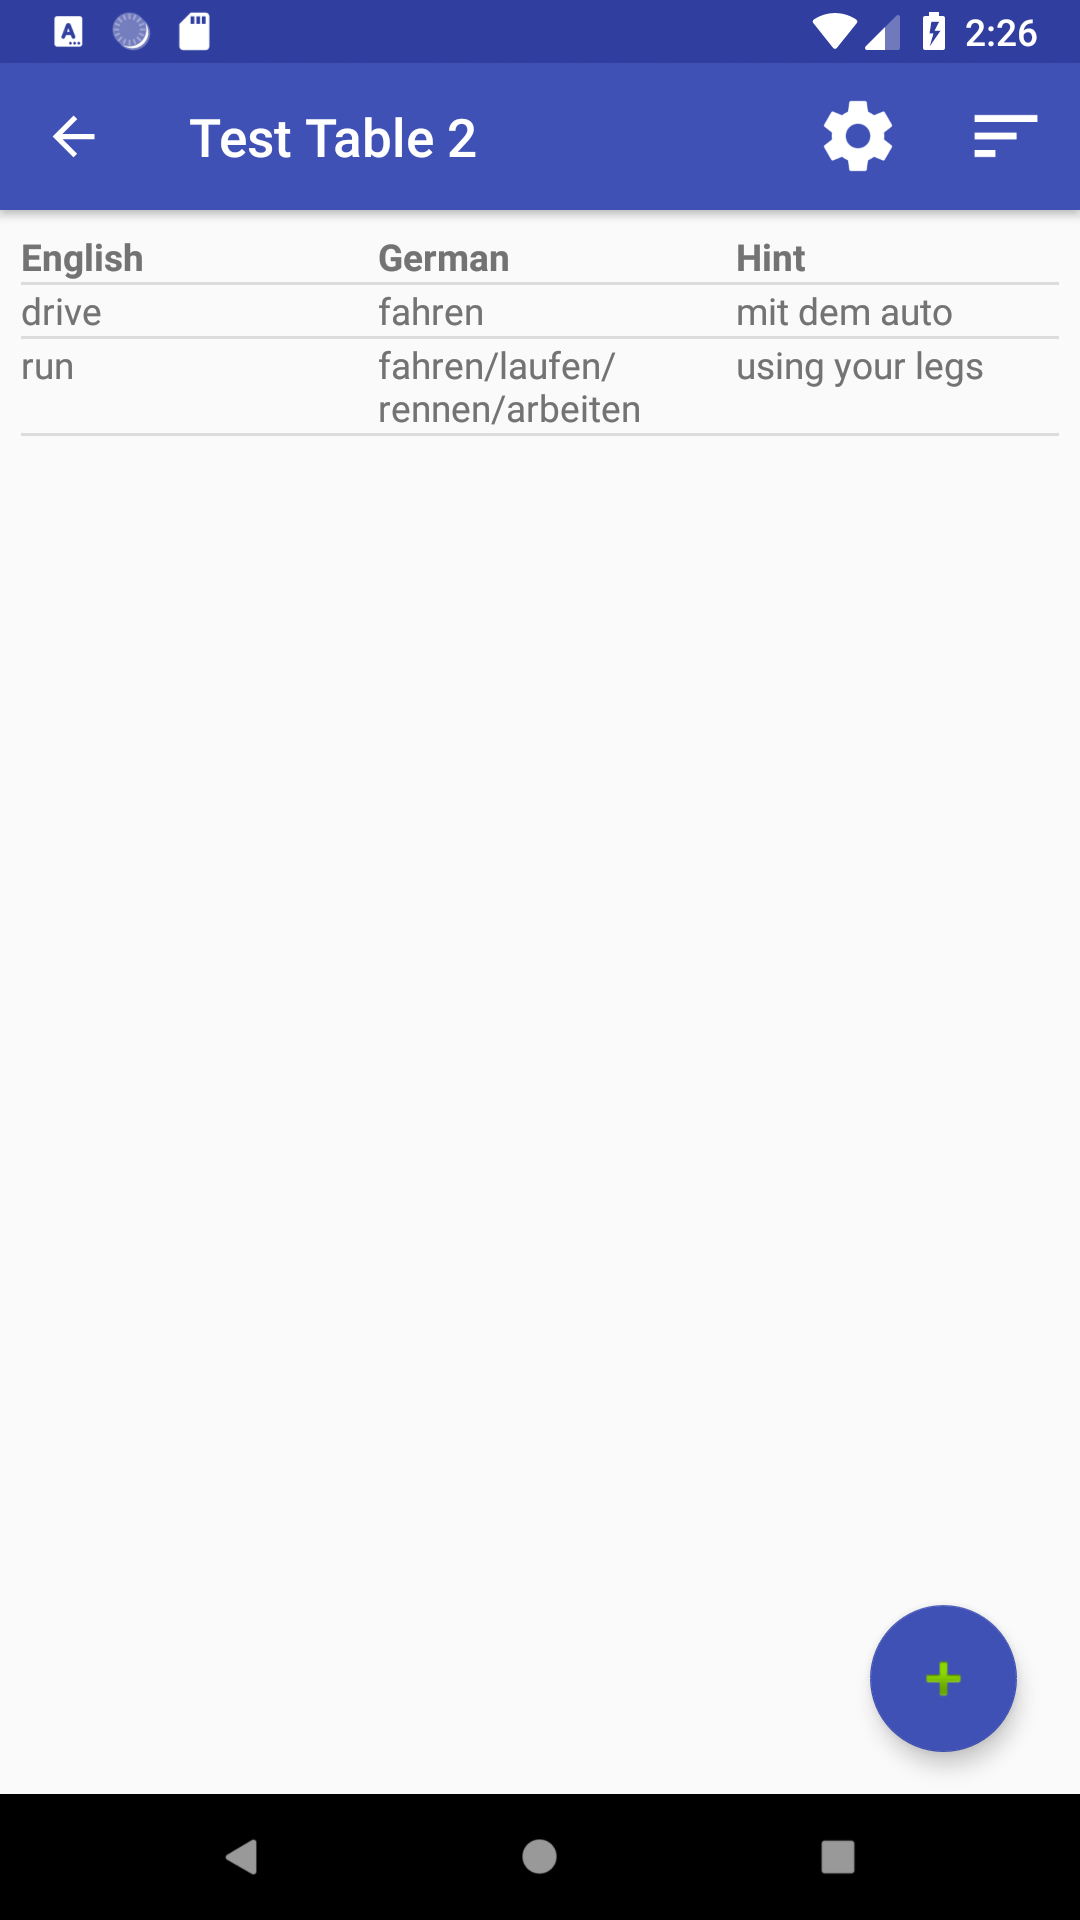 2:26
Test Table 2
English German Hint
drive fahren mit dem auto
run fahren/laufen/ using your legs
rennen/arbeiten